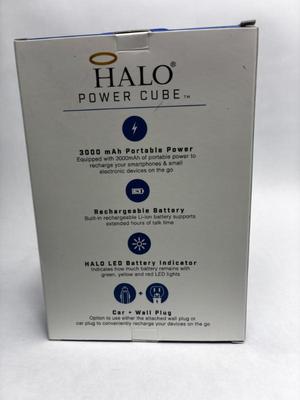 HALO®
POWER CUBE™
3000 mAh Portable Power
Equipped with 3000mAh of portable power to
recharge your smartphones & small
electronic devices on the go
Rechargeable Battery
Built-in rechargeable Li-Ion battery supports
extended hours of talk time
HALO LED Battery Indicator
Indicates how much battery remains with
green, yellow and red LED lights
+
Car + Wall Plug
Option to use either the attached wall plug or
car plug to conveniently recharge your devices on the go